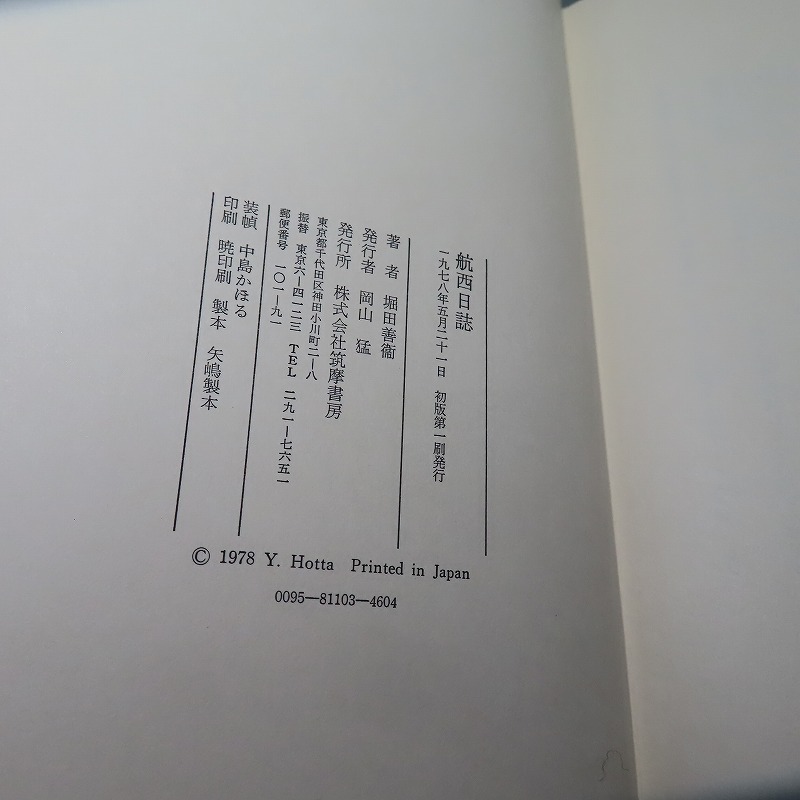 航西日誌
一九七八年五月二十一日　初版第一刷発行
著　者　堀田善衞
発行者　岡山　猛
発行所　株式会社筑摩書房
東京都千代田区神田小川町二―八
振替　東京六―四一二三　TEL　二九一―七六五一
郵便番号　一〇一―九一
装幀　中島かほる
印刷　暁印刷　製本　矢嶋製本
© 1978 Y. Hotta　Printed in Japan
0095―81103―4604